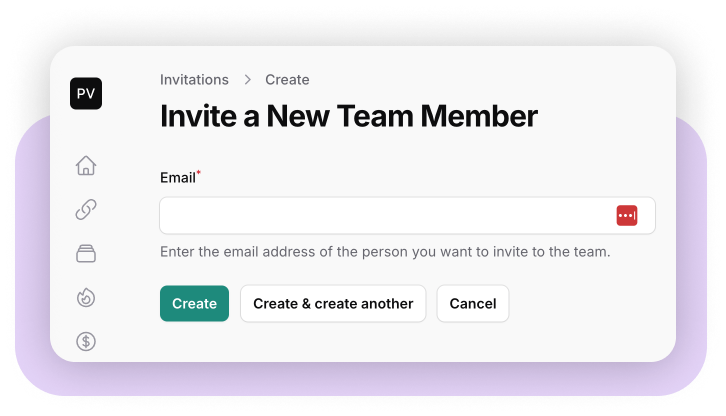 PV
Invitations > Create
Invite a New Team Member
Email*
Enter the email address of the person you want to invite to the team.
Create
Create & create another
Cancel